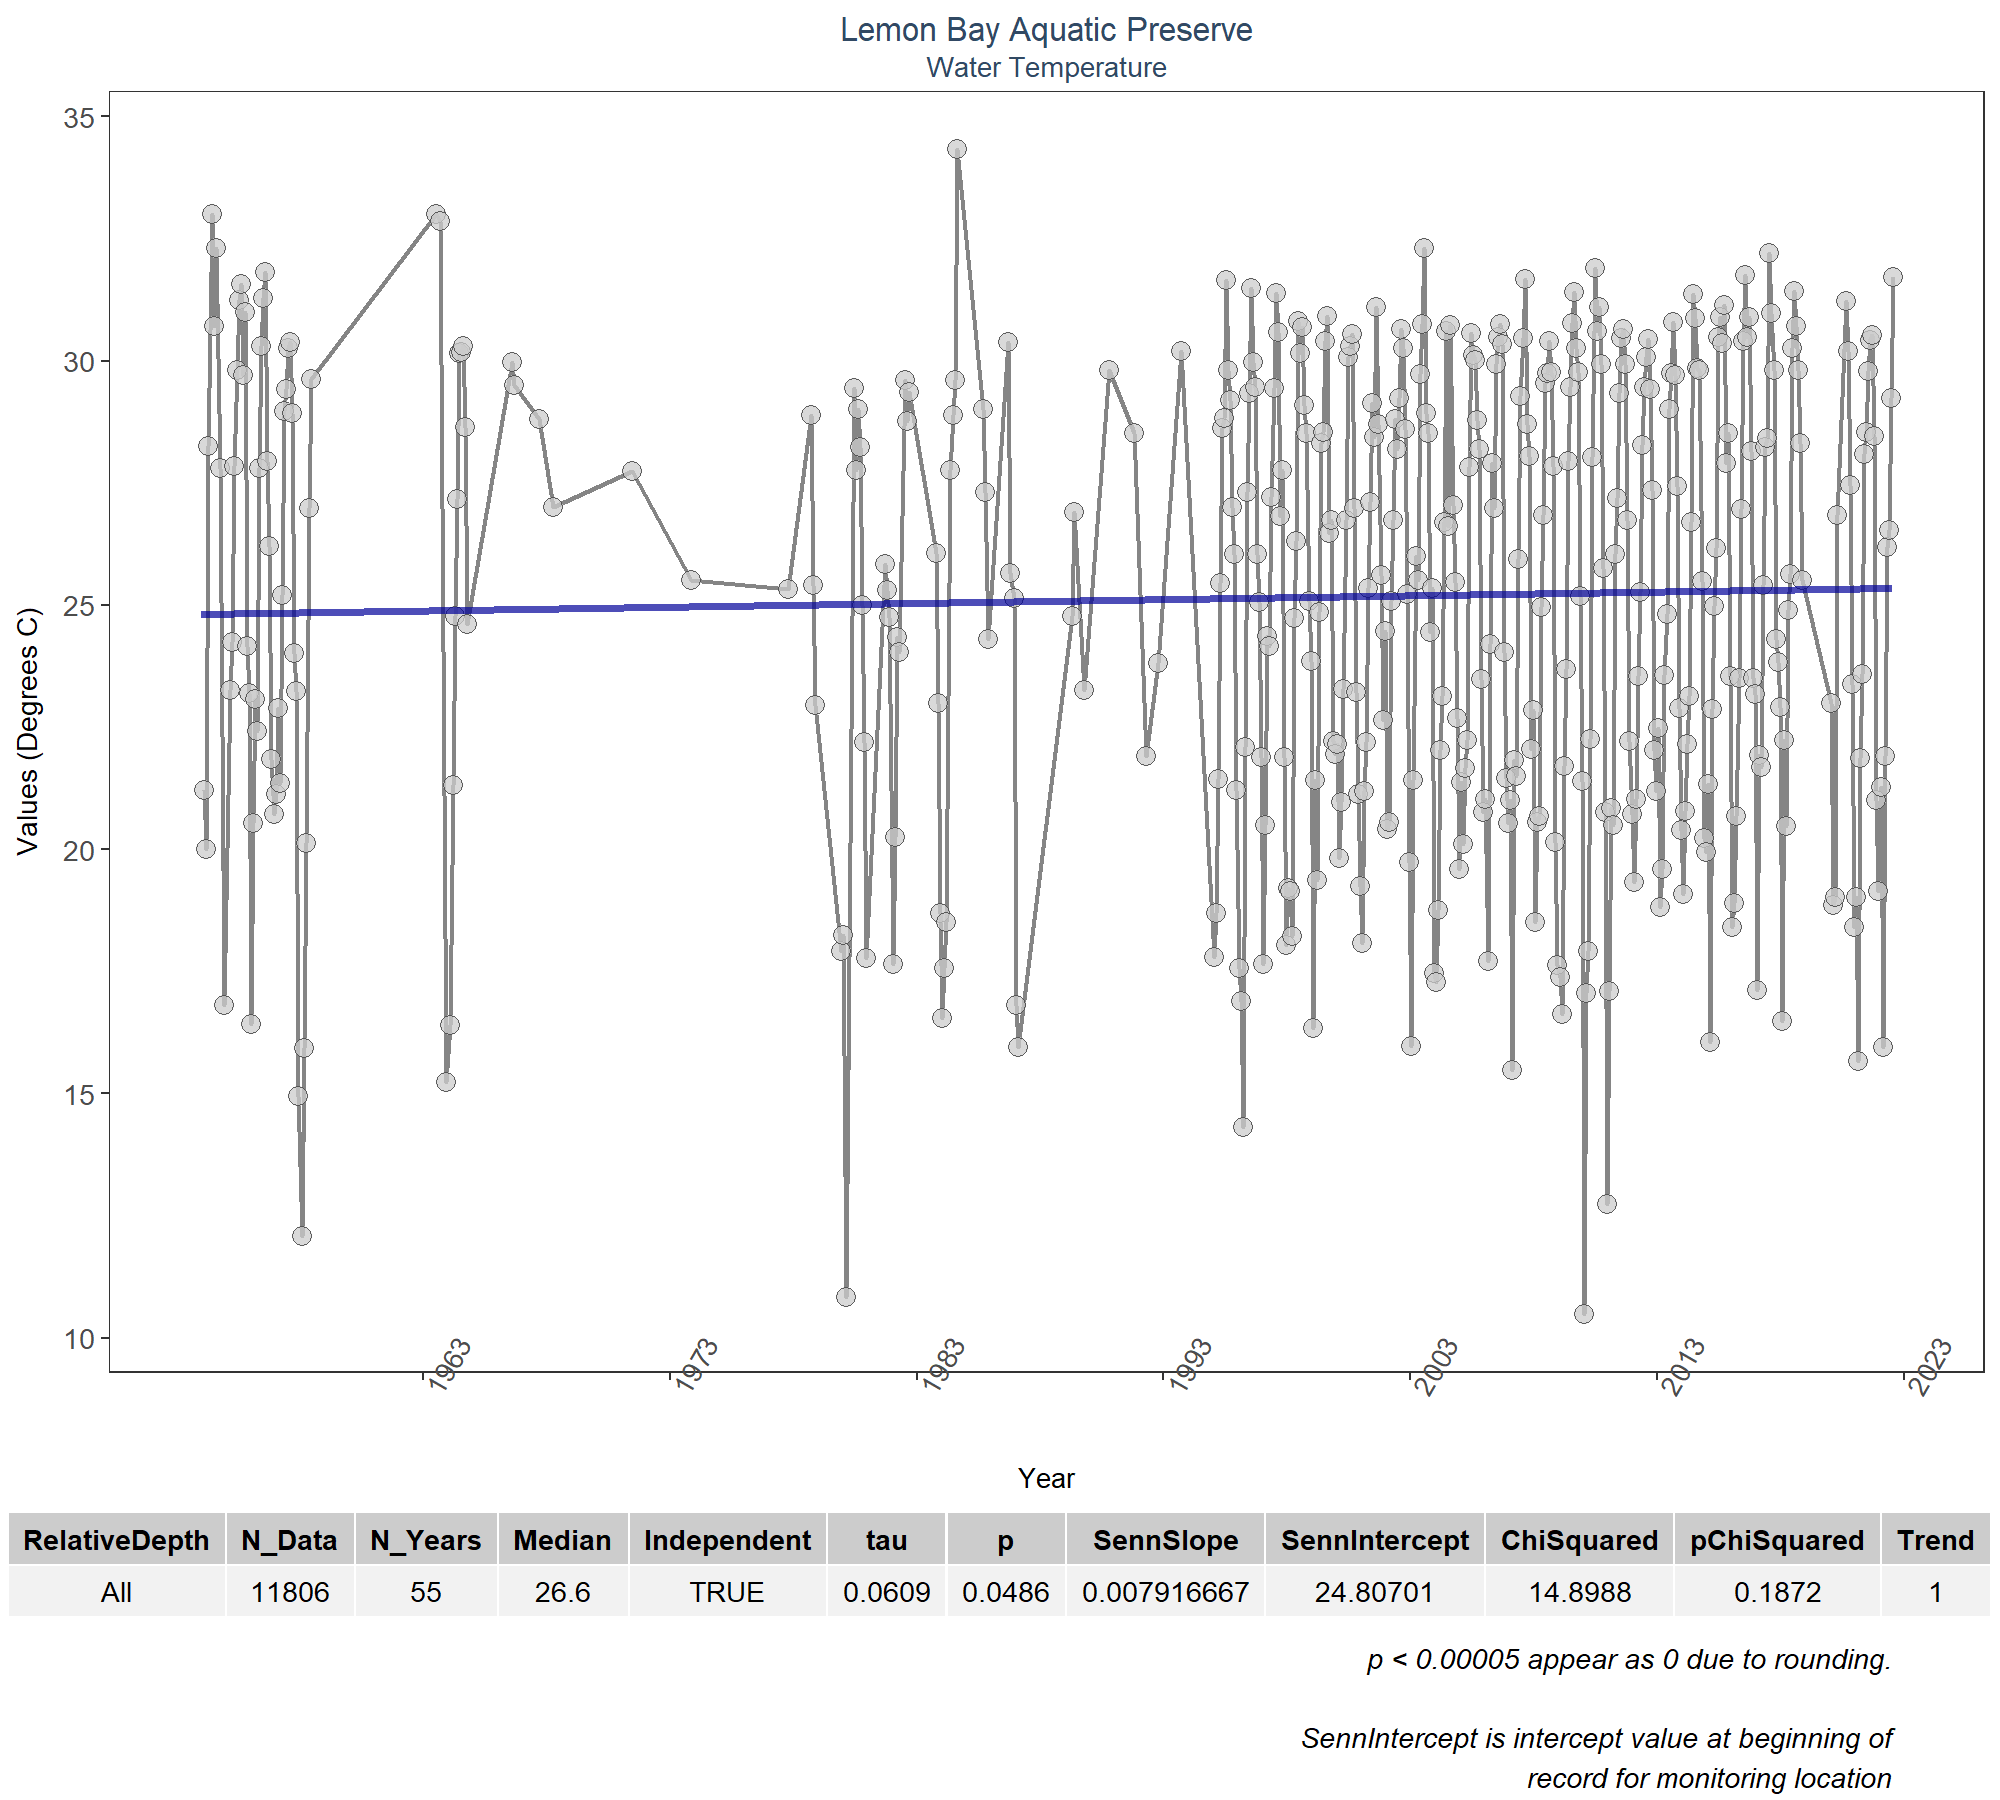 Lemon Bay Aquatic Preserve
Water Temperature
Values (Degrees C)
35
30
25
20
15
10
1963
1973
1983
1993
2003
2013
2023
Year
RelativeDepth N_Data N_Years Median Independent tau p SennSlope SennIntercept ChiSquared pChiSquared Trend
All 11806 55 26.6 TRUE 0.0609 0.0486 0.007916667 24.80701 14.8988 0.1872 1
p < 0.00005 appear as 0 due to rounding.
SennIntercept is intercept value at beginning of
record for monitoring location